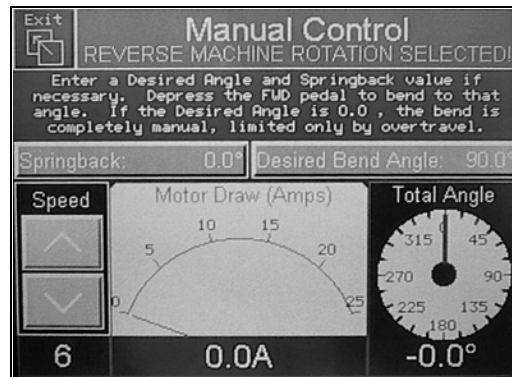 Exit
Manual Control
REVERSE MACHINE ROTATION SELECTED!
Enter a Desired Angle and Springback value if
necessary. Depress the FWD pedal to bend to that
angle. If the Desired Angle is 0.0 , the bend is
completely manual, limited only by overtravel.
Springback: 0.0°
Desired Bend Angle: 90.0°
Speed
6
Motor Draw (Amps)
0
5
10
15
20
25
0.0A
Total Angle
0
45
90
135
180
225
270
315
-0.0°